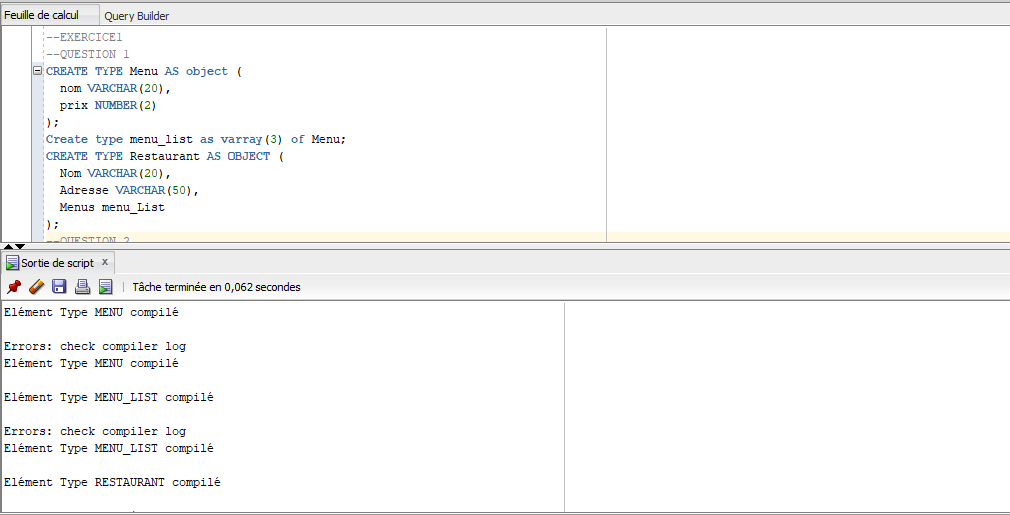 Feuille de calcul Query Builder
--EXERCICE1
--QUESTION 1
CREATE TYPE Menu AS object (
nom VARCHAR(20),
prix NUMBER(2)
);
Create type menu_list as varray(3) of Menu;
CREATE TYPE Restaurant AS OBJECT (
Nom VARCHAR(20),
Adresse VARCHAR(50),
Menus menu_List
);
--QUESTION 2
Sortie de script x
Tâche terminée en 0,062 secondes
Elément Type MENU compilé
Errors: check compiler log
Elément Type MENU compilé
Elément Type MENU_LIST compilé
Errors: check compiler log
Elément Type MENU_LIST compilé
Elément Type RESTAURANT compilé